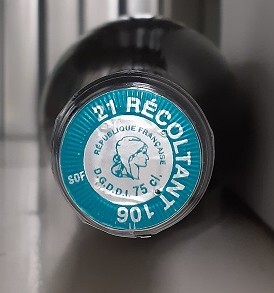 21 RÉCOLTANT 106
RÉPUBLIQUE FRANÇAISE
D.G.D.D.I. 75 cl.
SOF